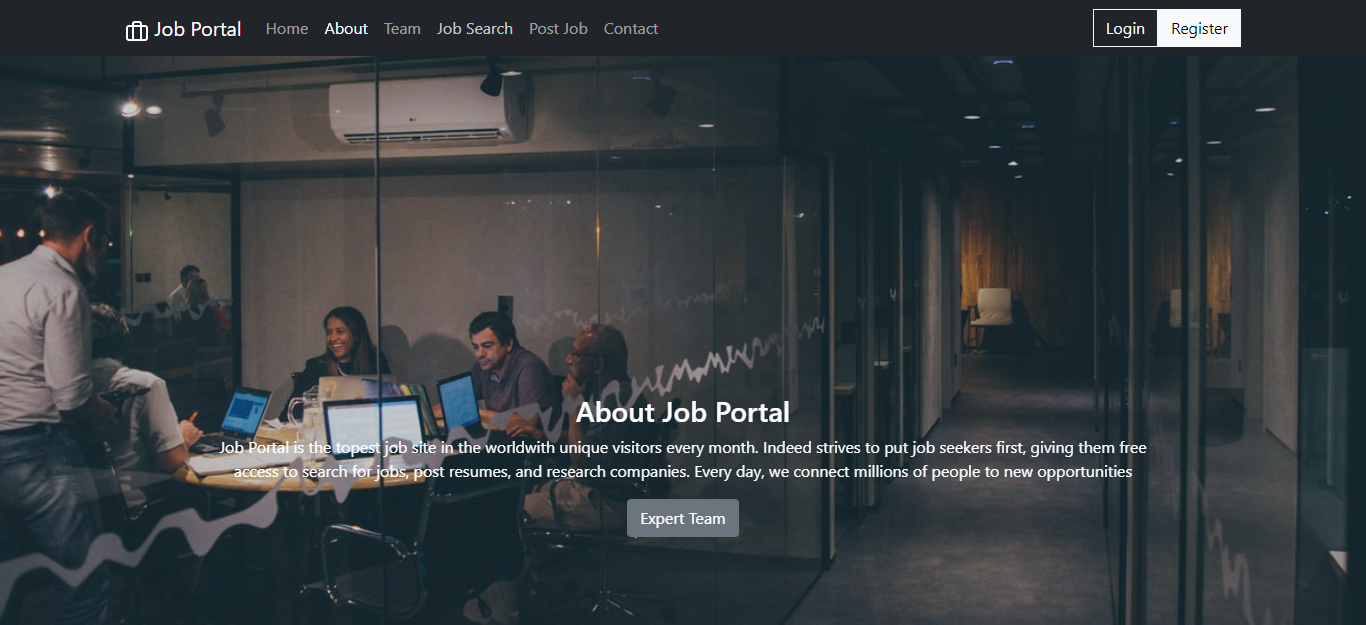 Job Portal Home About Team Job Search Post Job Contact Login Register
About Job Portal
Job Portal is the topest job site in the worldwith unique visitors every month. Indeed strives to put job seekers first, giving them free
access to search for jobs, post resumes, and research companies. Every day, we connect millions of people to new opportunities
Expert Team